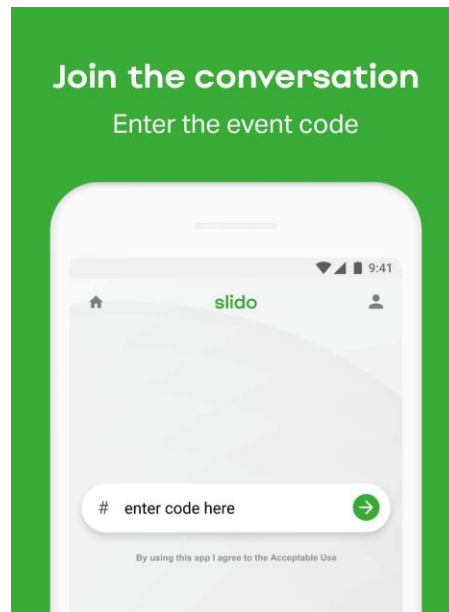 Join the conversation
Enter the event code
9:41
slido
# enter code here
By using this app I agree to the Acceptable Use